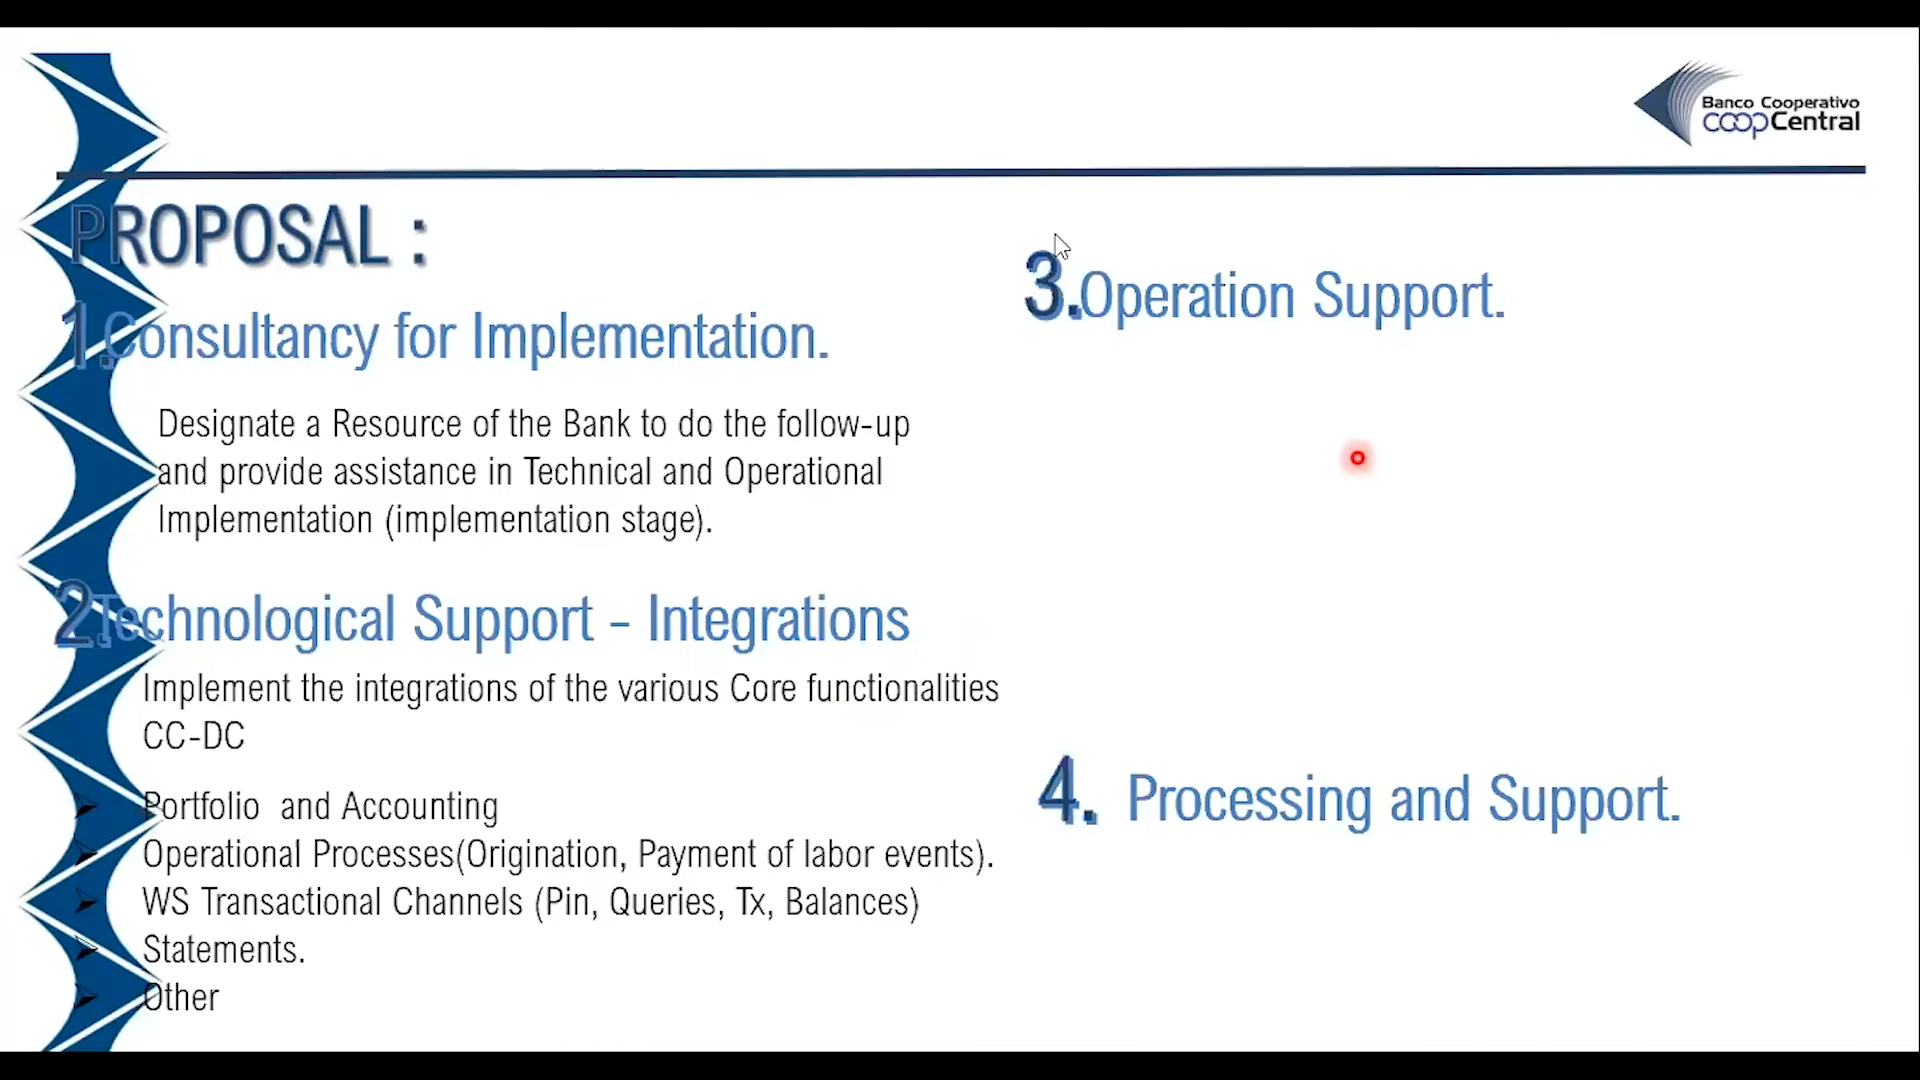 Banco Cooperativo
coopCentral
PROPOSAL :
1.Consultancy for Implementation.
Designate a Resource of the Bank to do the follow-up
and provide assistance in Technical and Operational
Implementation (implementation stage).
2.Technological Support - Integrations
Implement the integrations of the various Core functionalities
CC-DC
Portfolio and Accounting
Operational Processes(Origination, Payment of labor events).
WS Transactional Channels (Pin, Queries, Tx, Balances)
Statements.
Other
3.Operation Support.
4. Processing and Support.